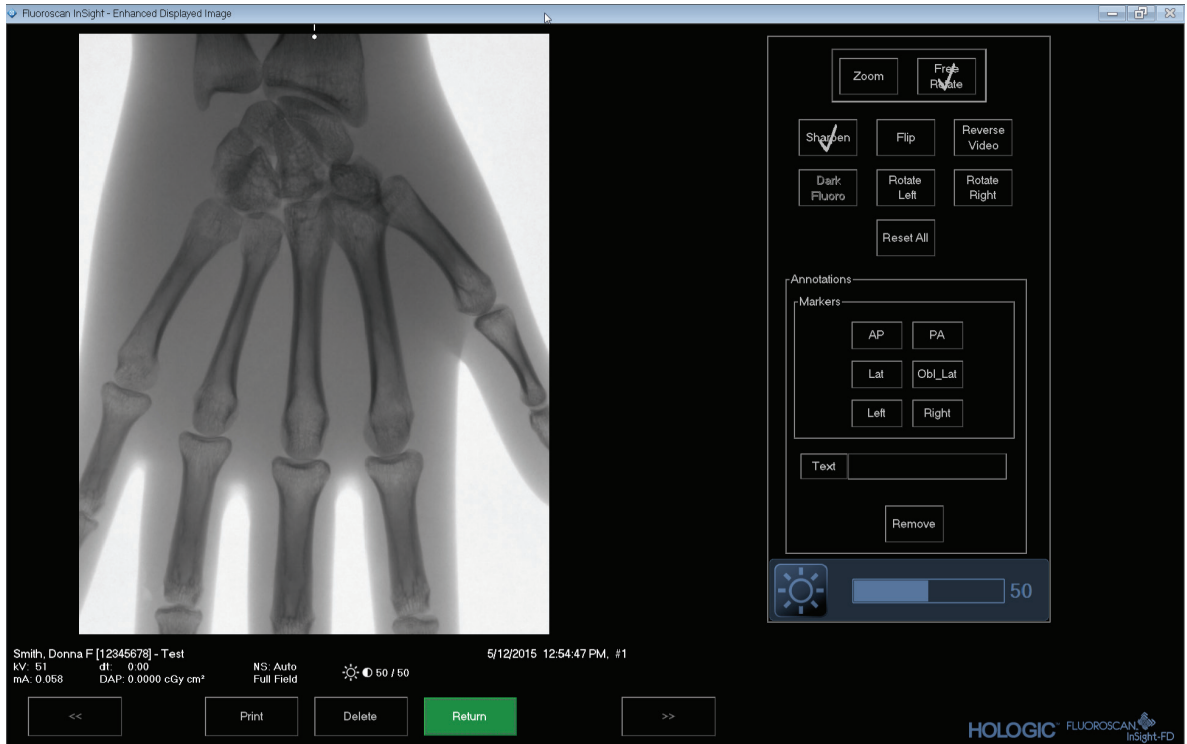 Fluoroscan InSight - Enhanced Displayed Image
Zoom
Free
Rotate
Sharpen
Flip
Reverse
Video
Dark
Fluoro
Rotate
Left
Rotate
Right
Reset All
Annotations
Markers
AP
PA
Lat
Obl_Lat
Left
Right
Text
Remove
50
Smith, Donna F [12345678] - Test
5/12/2015 12:54:47 PM, #1
kV: 51 dt: 0:00 NS: Auto
mA: 0.058 DAP: 0.0000 cGy cm² Full Field
50 / 50
<<
Print
Delete
Return
>>
HOLOGIC™ FLUOROSCAN
InSight-FD